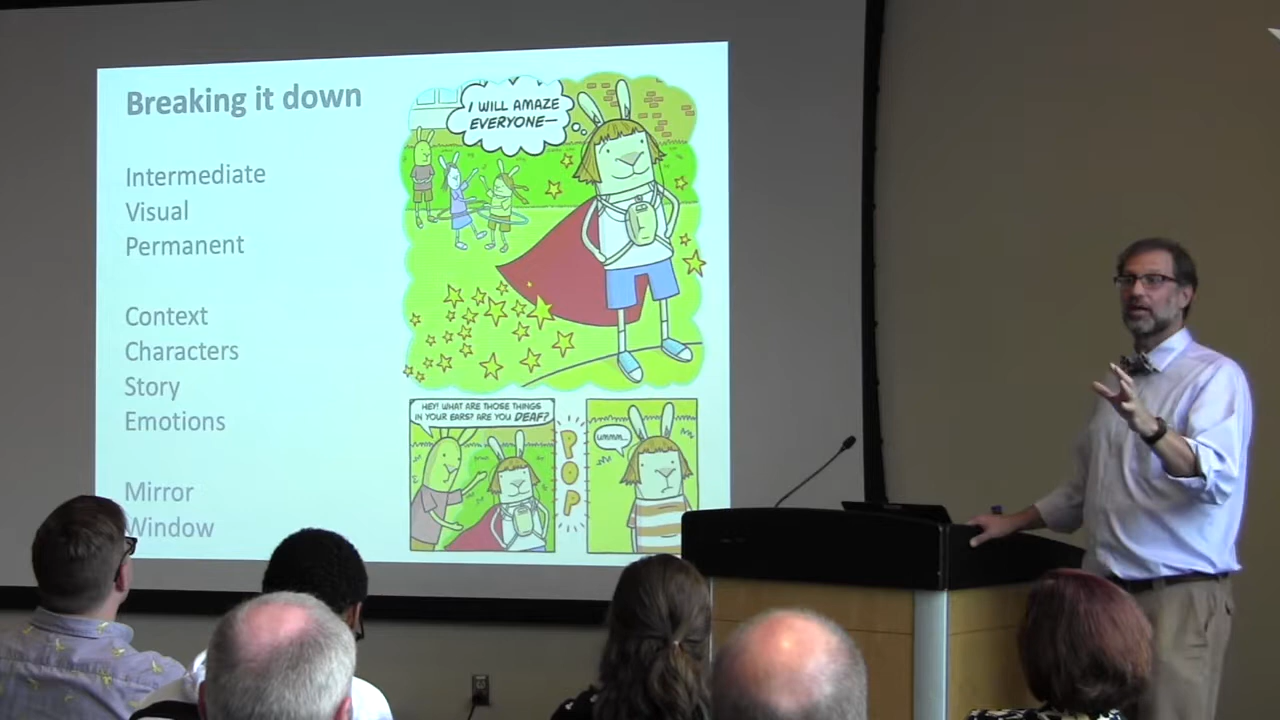 Breaking it down
Intermediate
Visual
Permanent
Context
Characters
Story
Emotions
Mirror
Window
I WILL AMAZE
EVERYONE—
HEY! WHAT ARE THOSE THINGS
IN YOUR EARS? ARE YOU DEAF?
POP
UMMM...